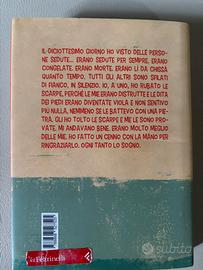 IL DICIOTTESIMO GIORNO HO VISTO DELLE PERSO-
NE SEDUTE... ERANO SEDUTE PER SEMPRE. ERANO
CONGELATE. ERANO MORTE. ERANO LÌ DA CHISSÀ
QUANTO TEMPO. TUTTI GLI ALTRI SONO SFILATI
DI FIANCO, IN SILENZIO. IO, A UNO, HO RUBATO LE
SCARPE, PERCHÉ LE MIE ERANO DISTRUTTE E LE DITA
DEI PIEDI ERANO DIVENTATE VIOLA E NON SENTIVO
PIÙ NULLA, NEMMENO SE LE BATTEVO CON UNA PIE-
TRA. GLI HO TOLTO LE SCARPE E ME LE SONO PRO-
VATE. MI ANDAVANO BENE. ERANO MOLTO MEGLIO
DELLE MIE. HO FATTO UN CENNO CON LA MANO PER
RINGRAZIARLO. OGNI TANTO LO SOGNO.
laFeltrinelli
subito